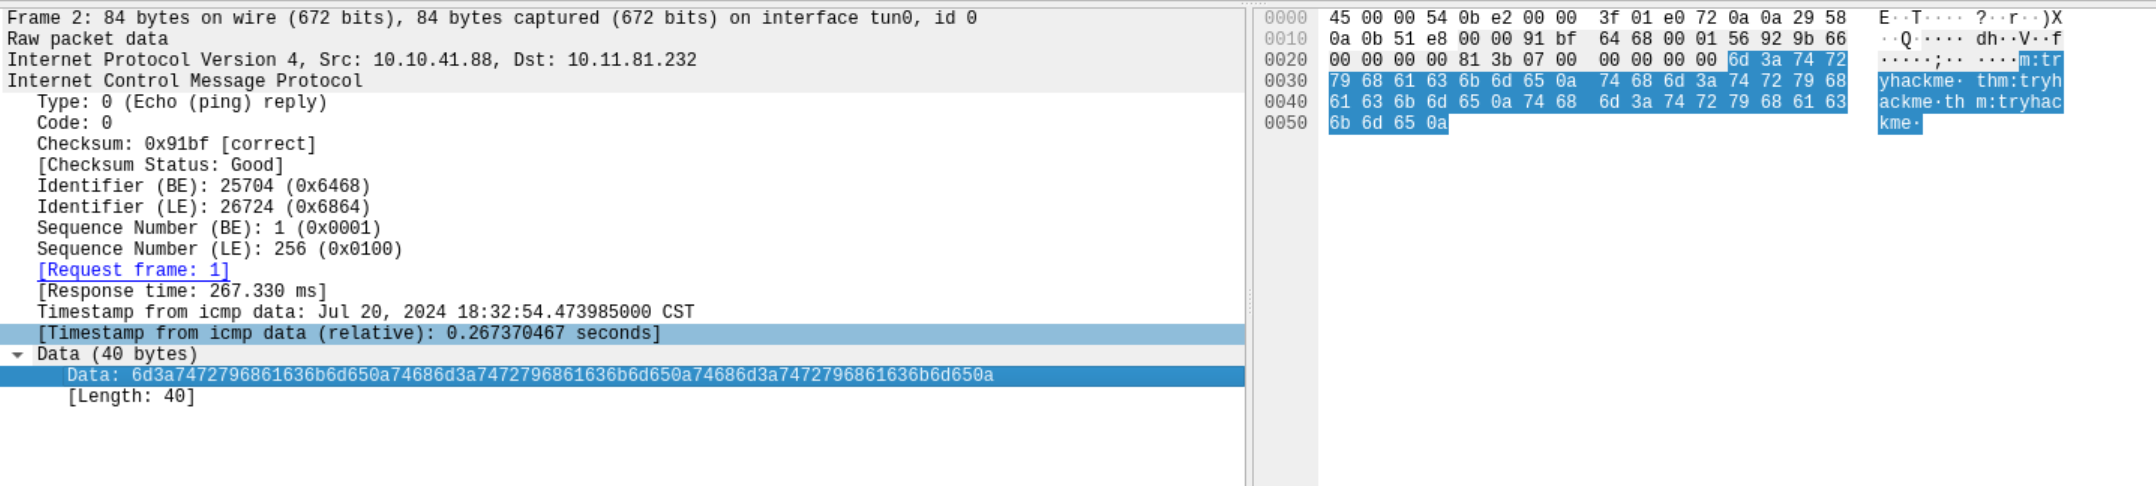 Frame 2: 84 bytes on wire (672 bits), 84 bytes captured (672 bits) on interface tun0, id 0
Raw packet data
Internet Protocol Version 4, Src: 10.10.41.88, Dst: 10.11.81.232
Internet Control Message Protocol
Type: 0 (Echo (ping) reply)
Code: 0
Checksum: 0x91bf [correct]
[Checksum Status: Good]
Identifier (BE): 25704 (0x6468)
Identifier (LE): 26724 (0x6864)
Sequence Number (BE): 1 (0x0001)
Sequence Number (LE): 256 (0x0100)
[Request frame: 1]
[Response time: 267.330 ms]
Timestamp from icmp data: Jul 20, 2024 18:32:54.473985000 CST
[Timestamp from icmp data (relative): 0.267370467 seconds]
Data (40 bytes)
Data: 6d3a7472796861636b6d650a74686d3a7472796861636b6d650a74686d3a7472796861636b6d650a
[Length: 40]
0000 45 00 00 54 0b e2 00 00 3f 01 e0 72 0a 0a 29 58 E··T···· ?··r··)X
0010 0a 0b 51 e8 00 00 91 bf 64 68 00 01 56 92 9b 66 ··Q····· dh··V··f
0020 00 00 00 00 81 3b 07 00 00 00 00 00 6d 3a 74 72 ·····;·· ····m:tr
0030 79 68 61 63 6b 6d 65 0a 74 68 6d 3a 74 72 79 68 yhackme· thm:tryh
0040 61 63 6b 6d 65 0a 74 68 6d 3a 74 72 79 68 61 63 ackme·th m:tryhac
0050 6b 6d 65 0a kme·